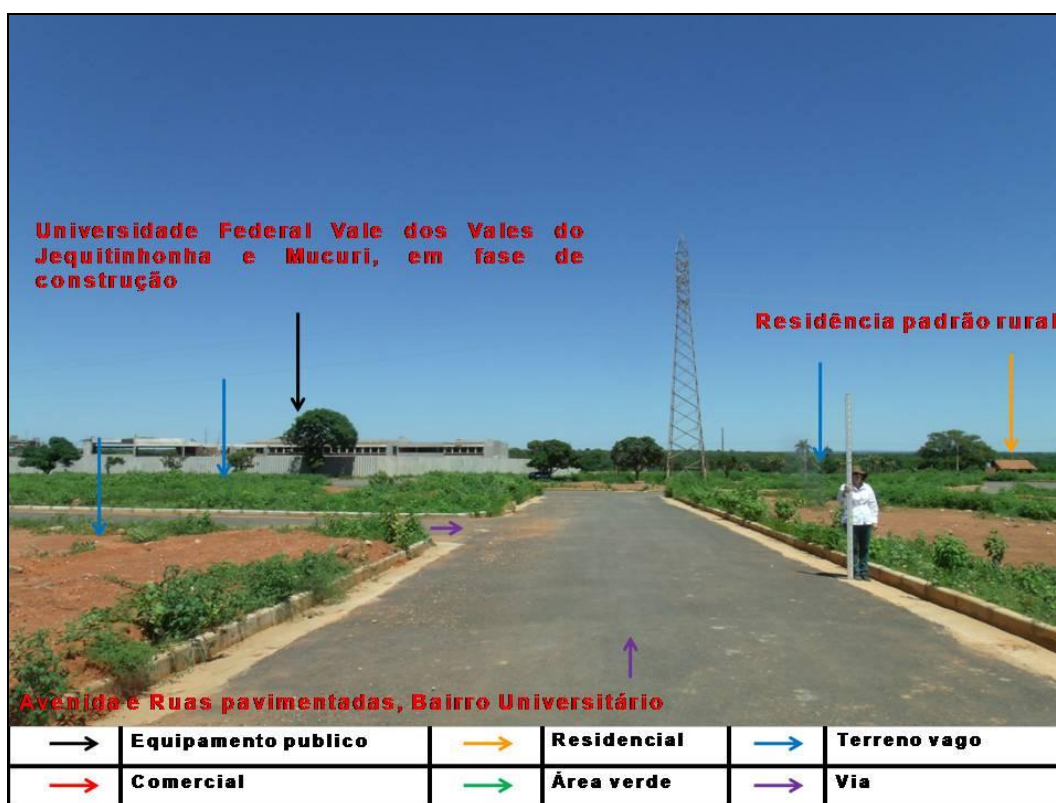 Universidade Federal Vale dos Vales do
Jequitinhonha e Mucuri, em fase de
construção
Residência padrão rural
Avenida e Ruas pavimentadas, Bairro Universitário
Equipamento publico
Residencial
Terreno vago
Comercial
Área verde
Via